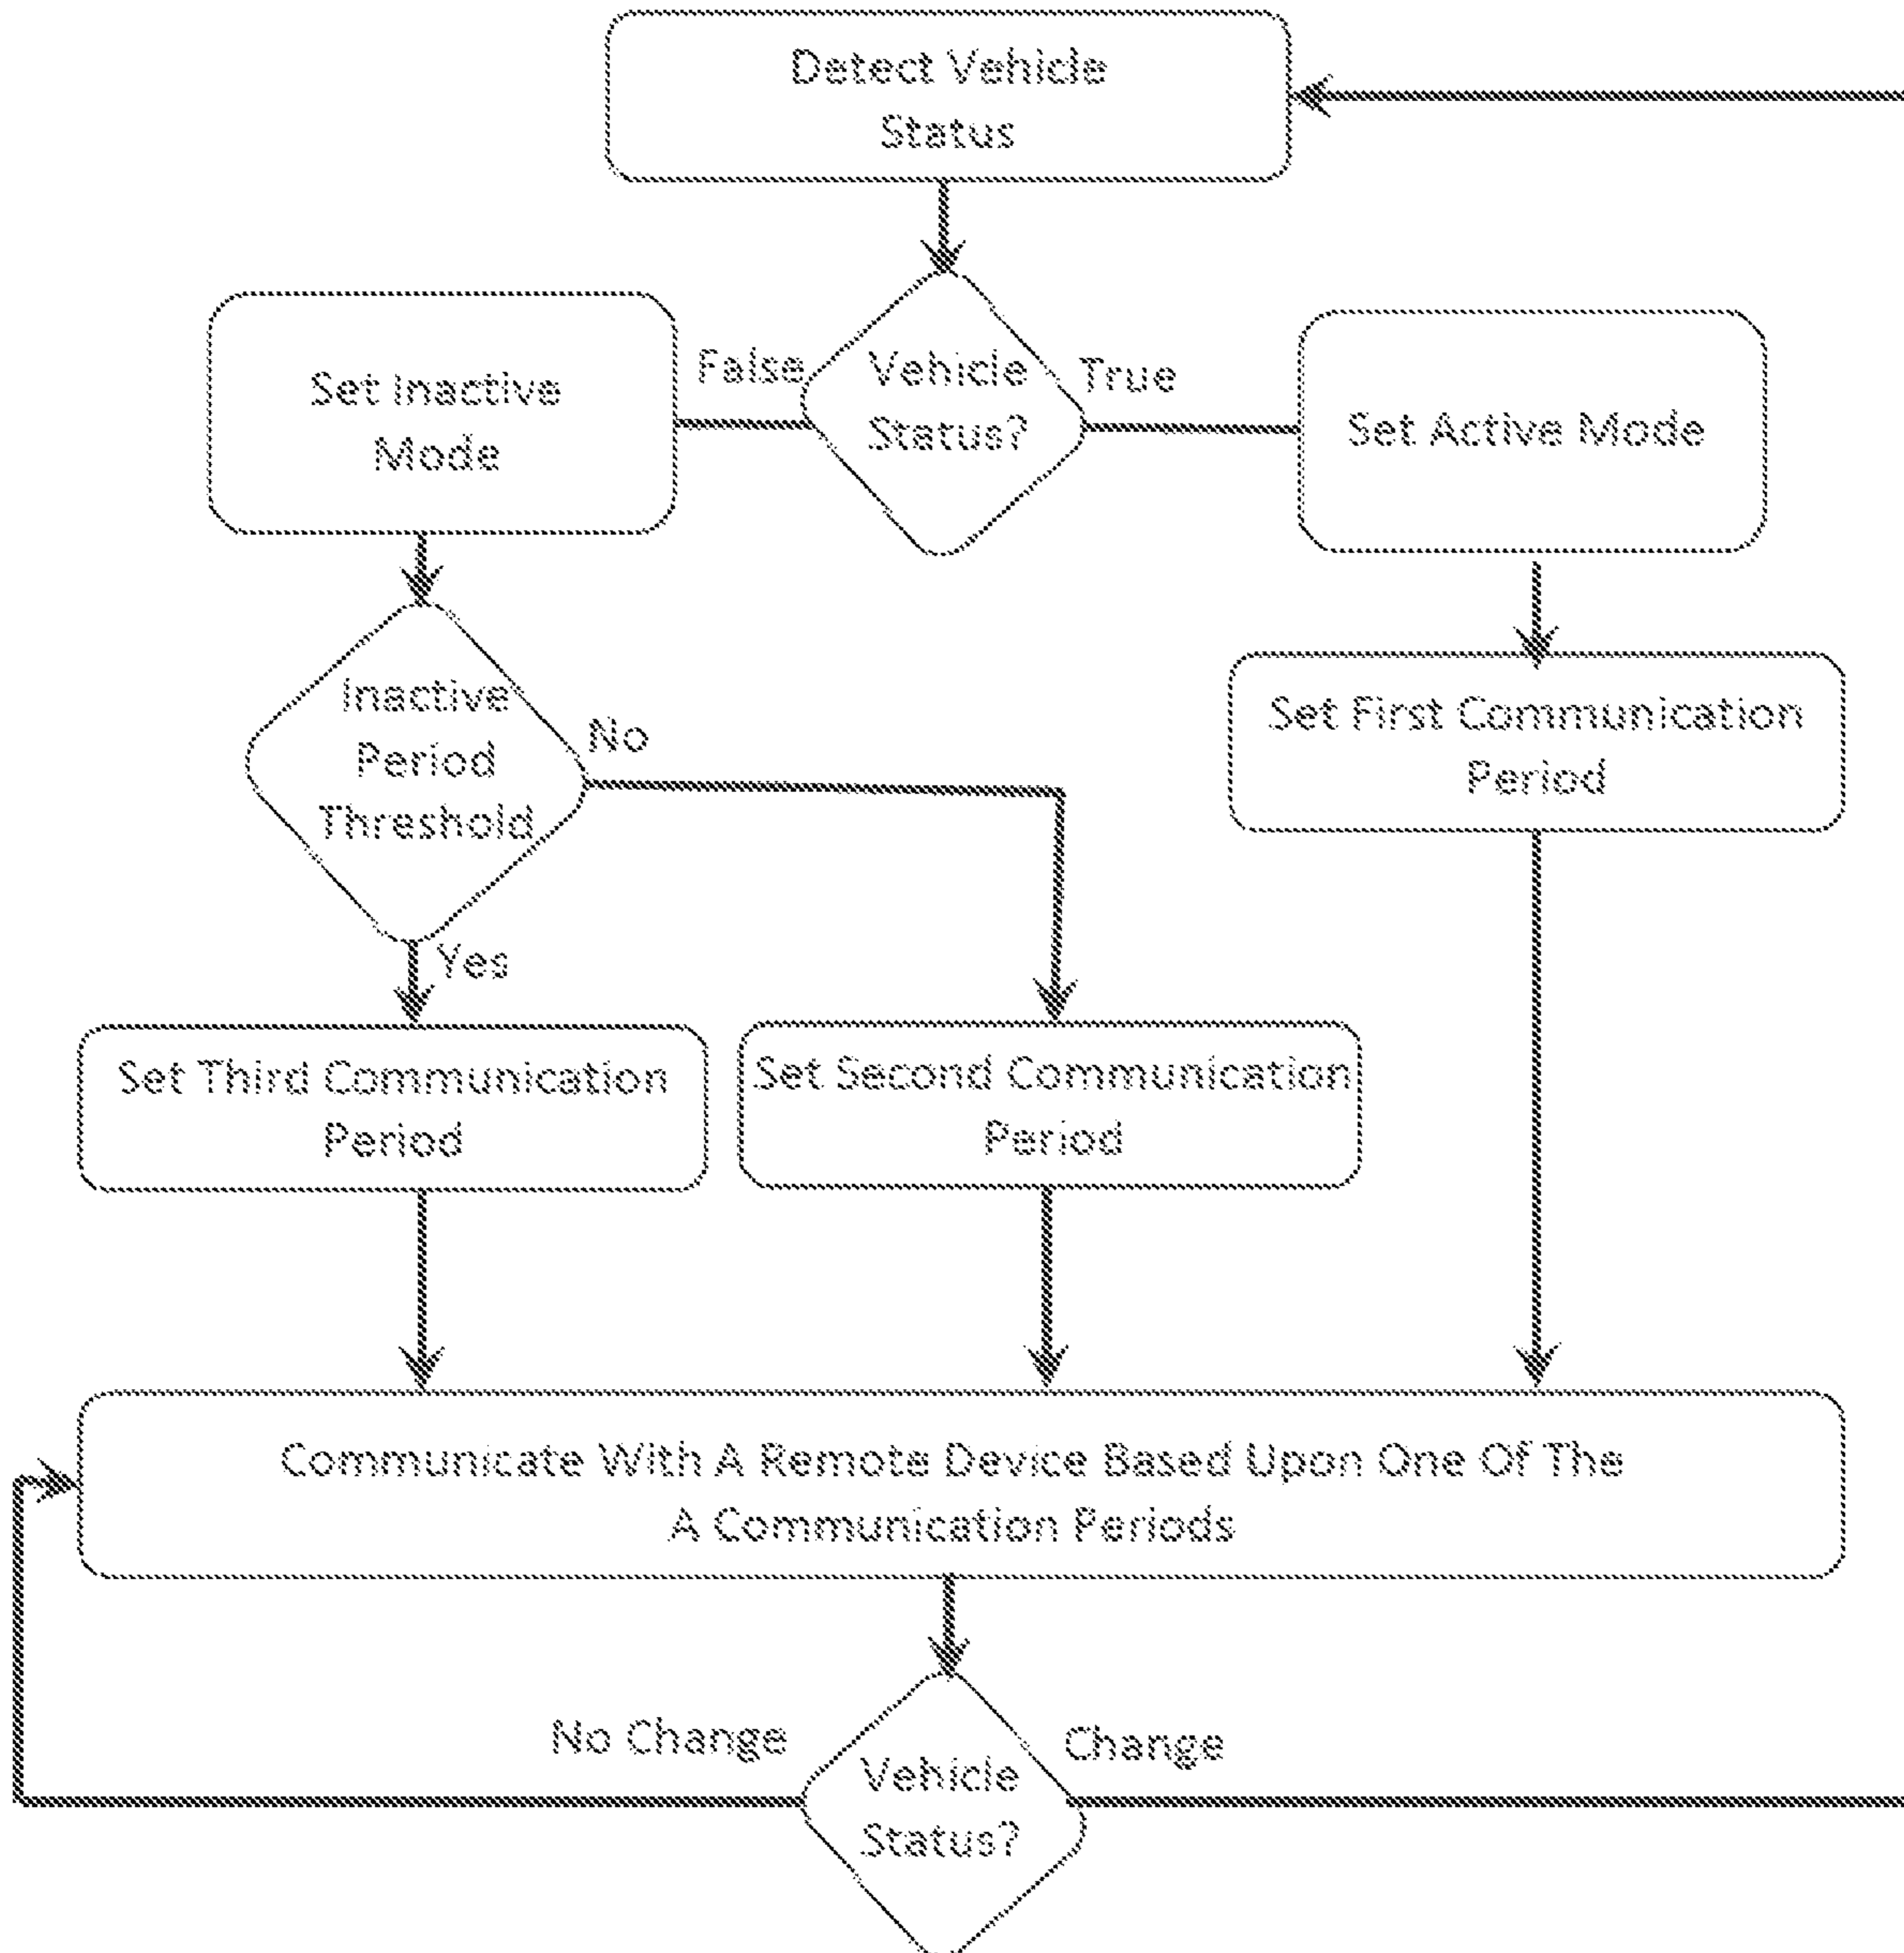 Detect Vehicle
Status
False
Vehicle
Status?
True
Set Inactive
Mode
Set Active Mode
Inactive
Period
Threshold
No
Yes
Set First Communication
Period
Set Third Communication
Period
Set Second Communication
Period
Communicate With A Remote Device Based Upon One Of The
A Communication Periods
No Change
Change
Vehicle
Status?